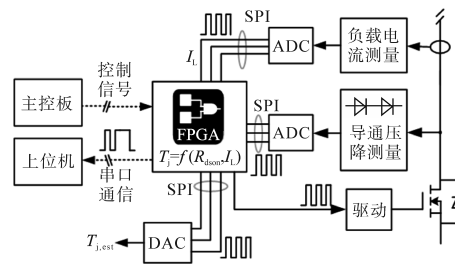 SPI
I_L
ADC
负载电
流测量
主控板
控制
信号
FPGA
T_j=f(R_dson,I_L)
SPI
ADC
导通压
降测量
上位机
串口
通信
SPI
驱动
T_j,est
DAC